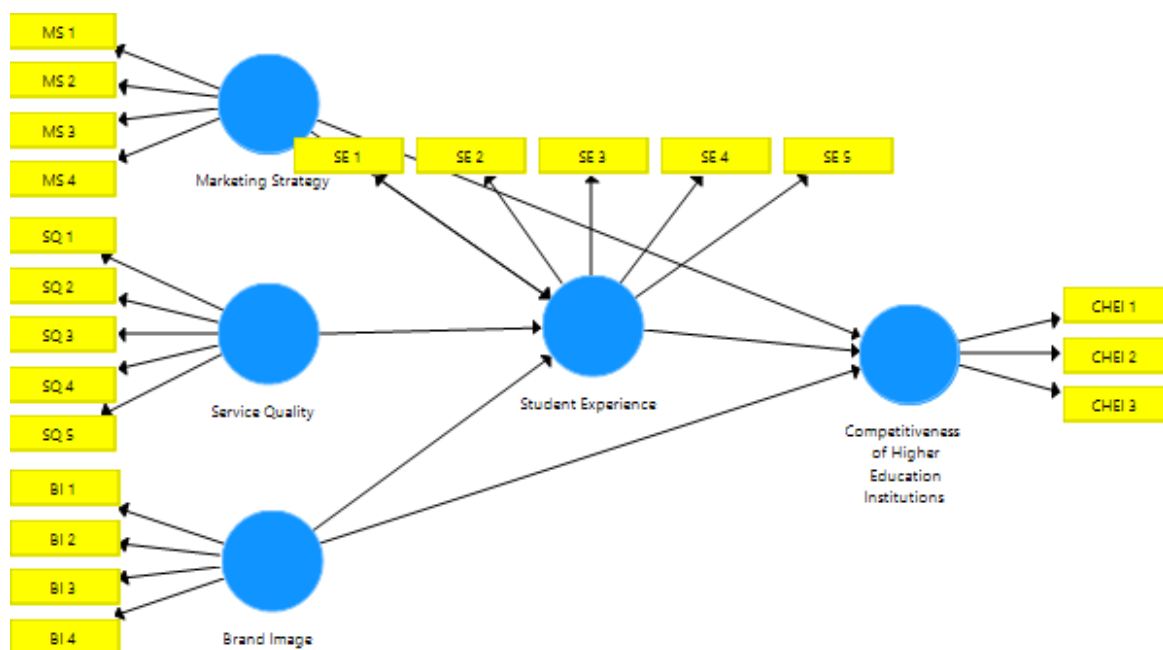 MS 1
MS 2
MS 3
MS 4
Marketing Strategy
SE 1
SE 2
SE 3
SE 4
SE 5
SQ 1
SQ 2
SQ 3
SQ 4
SQ 5
Service Quality
Student Experience
CHEI 1
CHEI 2
CHEI 3
Competitiveness
of Higher
Education
Institutions
BI 1
BI 2
BI 3
BI 4
Brand Image